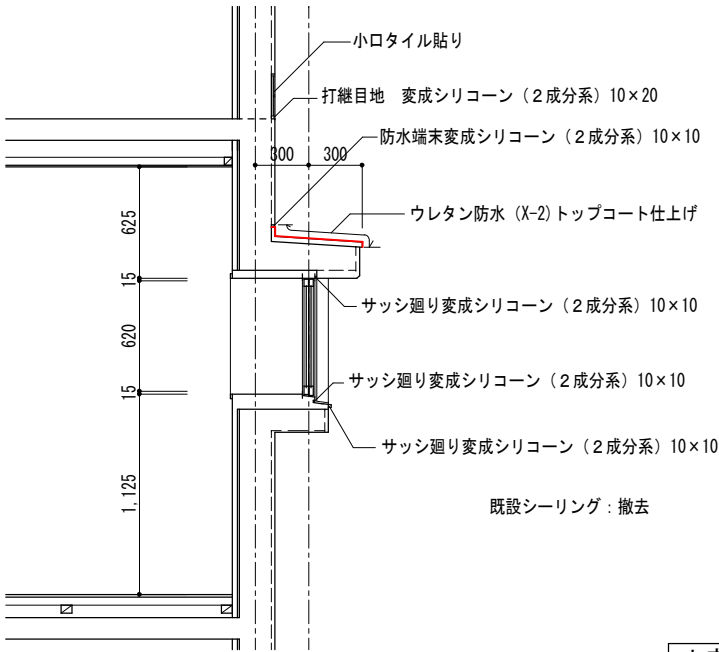 小口タイル貼り
打継目地　変成シリコーン（２成分系）10×20
防水端末変成シリコーン（２成分系）10×10
300
300
ウレタン防水（X-2)トップコート仕上げ
625
15
サッシ廻り変成シリコーン（２成分系）10×10
620
サッシ廻り変成シリコーン（２成分系）10×10
15
サッシ廻り変成シリコーン（２成分系）10×10
1,125
既設シーリング：撤去